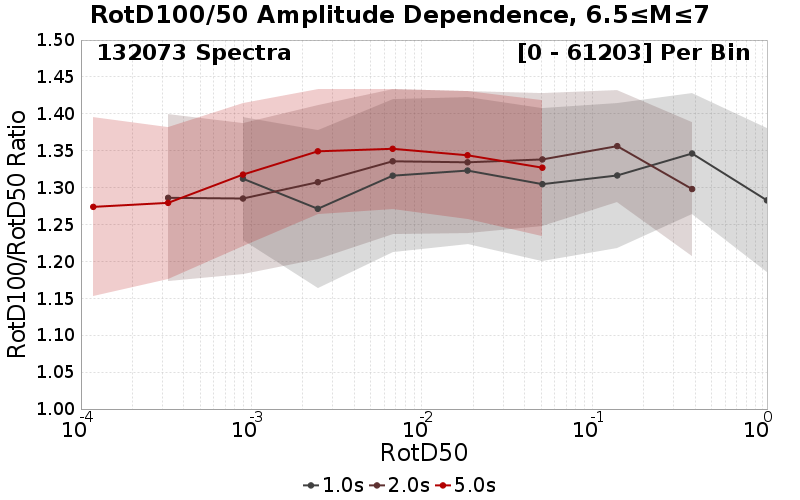 RotD100/50 Amplitude Dependence, 6.5≤M≤7
132073 Spectra
[0 - 61203] Per Bin
RotD100/RotD50 Ratio
1.50
1.45
1.40
1.35
1.30
1.25
1.20
1.15
1.10
1.05
1.00
10^-4
10^-3
10^-2
10^-1
10^0
RotD50
1.0s 2.0s 5.0s